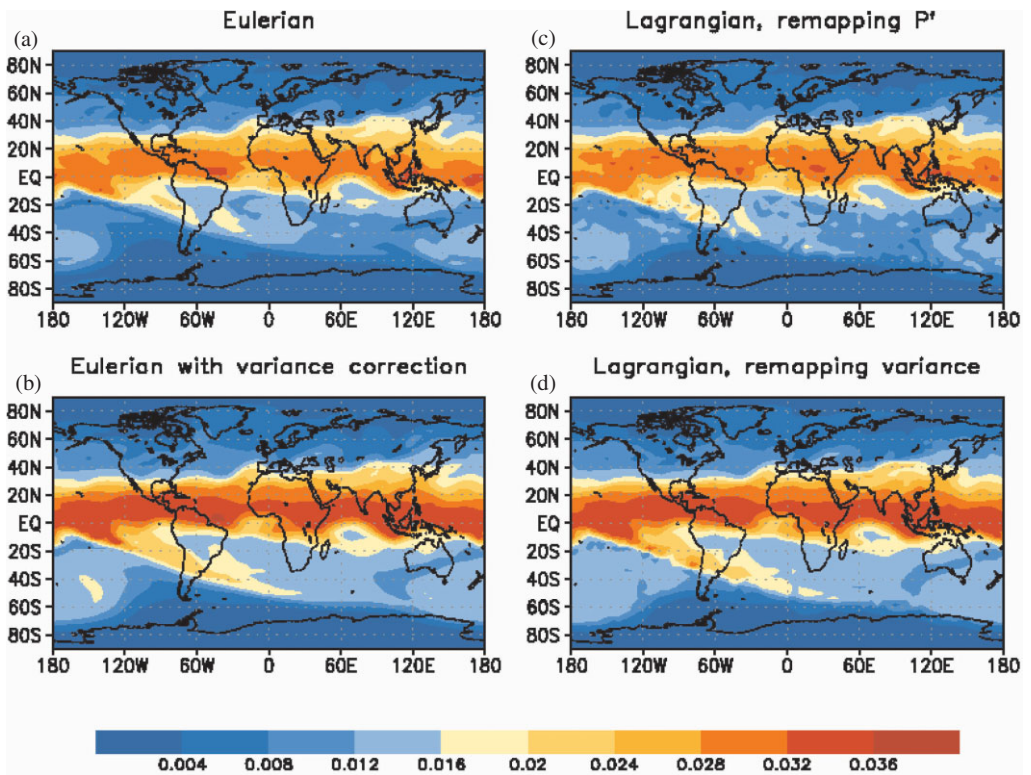 (a)
Eulerian
80N
60N
40N
20N
EQ
20S
40S
60S
80S
180 120W 60W 0 60E 120E 180
(c)
Lagrangian, remapping P'
80N
60N
40N
20N
EQ
20S
40S
60S
80S
180 120W 60W 0 60E 120E 180
(b)
Eulerian with variance correction
80N
60N
40N
20N
EQ
20S
40S
60S
80S
180 120W 60W 0 60E 120E 180
(d)
Lagrangian, remapping variance
80N
60N
40N
20N
EQ
20S
40S
60S
80S
180 120W 60W 0 60E 120E 180
0.004 0.008 0.012 0.016 0.02 0.024 0.028 0.032 0.036